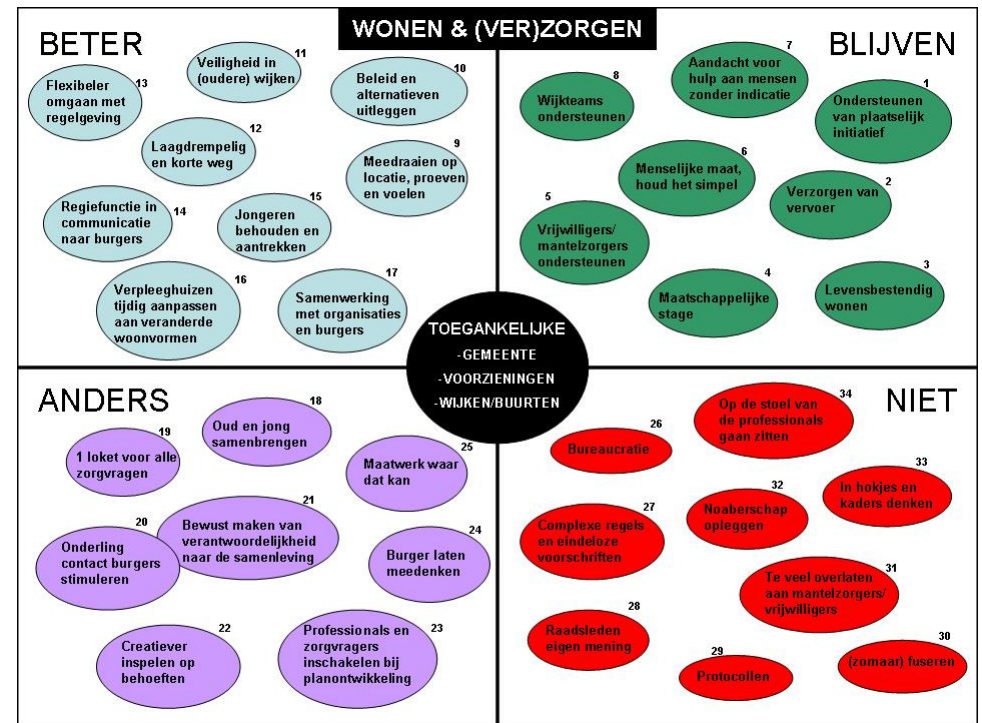 WONEN & (VER)ZORGEN
BETER
13
Flexibeler
omgaan met
regelgeving
11
Veiligheid in
(oudere) wijken
10
Beleid en
alternatieven
uitleggen
12
Laagdrempelig
en korte weg
9
Meedraaien op
locatie, proeven
en voelen
Regiefunctie in
communicatie
naar burgers
14
15
Jongeren
behouden en
aantrekken
16
Verpleeghuizen
tijdig aanpassen
aan veranderde
woonvormen
17
Samenwerking
met organisaties
en burgers
BLIJVEN
8
Wijkteams
ondersteunen
7
Aandacht voor
hulp aan mensen
zonder indicatie
1
Ondersteunen
van plaatselijk
initiatief
6
Menselijke maat,
houd het simpel
2
Verzorgen van
vervoer
5
Vrijwilligers/
mantelzorgers
ondersteunen
4
Maatschappelijke
stage
3
Levensbestendig
wonen
TOEGANKELIJKE
-GEMEENTE
-VOORZIENINGEN
-WIJKEN/BUURTEN
ANDERS
19
1 loket voor alle
zorgvragen
18
Oud en jong
samenbrengen
25
Maatwerk waar
dat kan
20
Onderling
contact burgers
stimuleren
21
Bewust maken van
verantwoordelijkheid
naar de samenleving
24
Burger laten
meedenken
22
Creatiever
inspelen op
behoeften
23
Professionals en
zorgvragers
inschakelen bij
planontwikkeling
NIET
26
Bureaucratie
34
Op de stoel van
de professionals
gaan zitten
33
In hokjes en
kaders denken
27
Complexe regels
en eindeloze
voorschriften
32
Noaberschap
opleggen
31
Te veel overlaten
aan mantelzorgers/
vrijwilligers
28
Raadsleden
eigen mening
29
Protocollen
30
(zomaar) fuseren